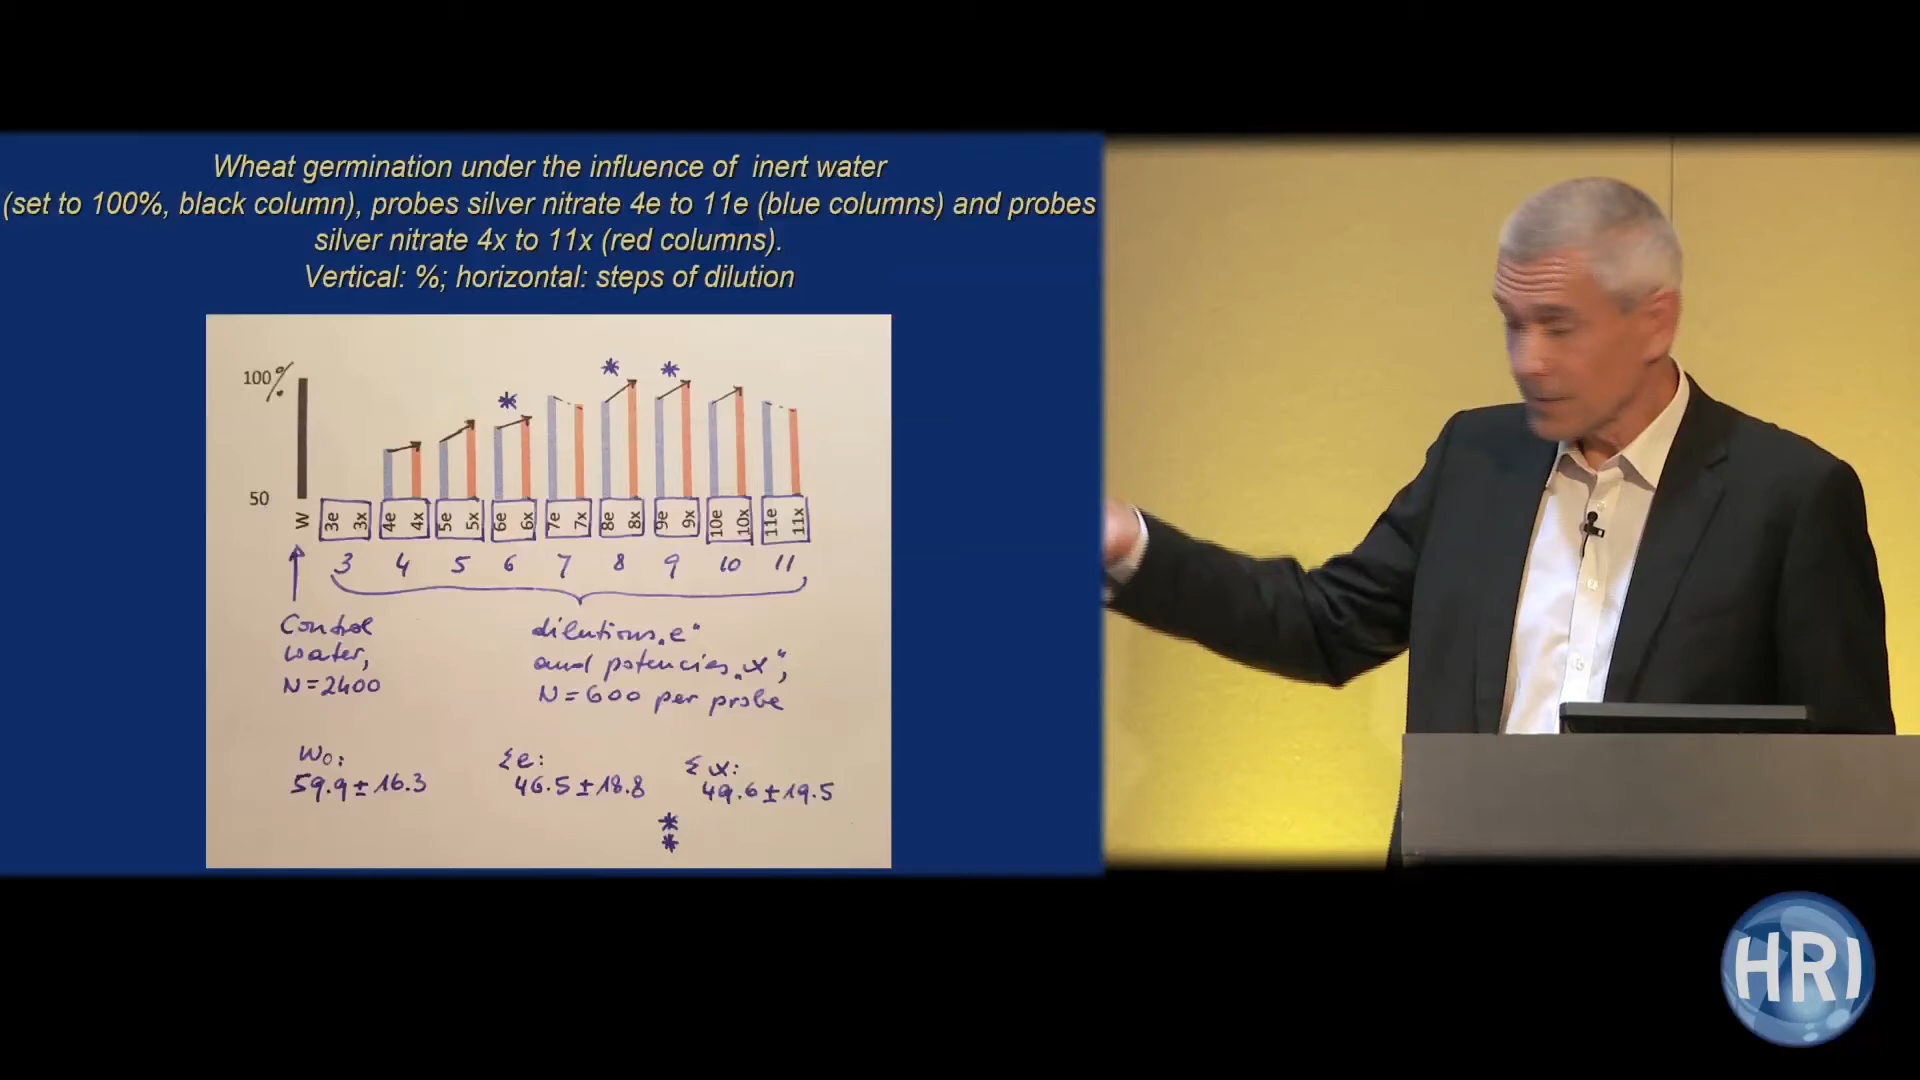 Wheat germination under the influence of inert water
(set to 100%, black column), probes silver nitrate 4e to 11e (blue columns) and probes
silver nitrate 4x to 11x (red columns).
Vertical: %; horizontal: steps of dilution
100%
* * *
50
W 3e 3x 4e 4x 5e 5x 6e 6x 7e 7x 8e 8x 9e 9x 10e 10x 11e 11x
3 4 5 6 7 8 9 10 11
Control
water,
N=2400
dilutions „e"
and potencies „x",
N=600 per probe
W0:
59.9±16.3
Σe:
46.5±18.8
Σx:
49.6±19.5
*
*
HRI